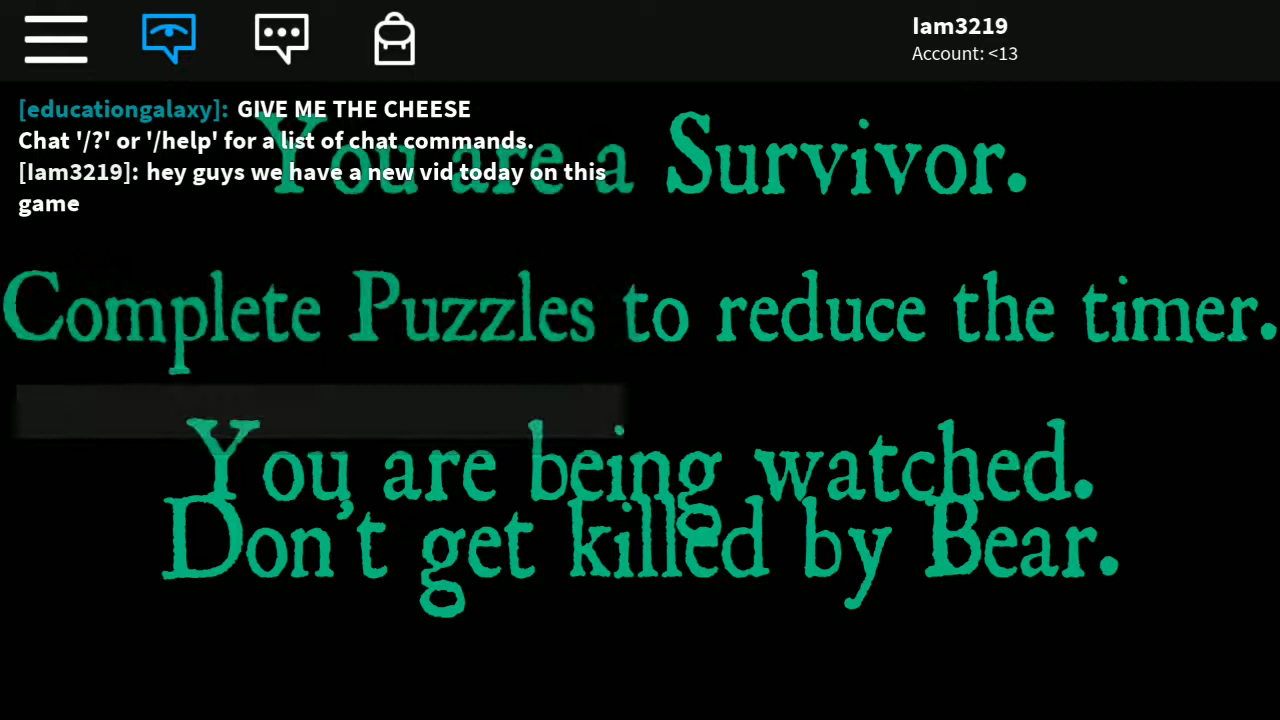 Iam3219
Account: <13
[educationgalaxy]: GIVE ME THE CHEESE
Chat '/?' or '/help' for a list of chat commands.
[Iam3219]: hey guys we have a new vid today on this
game
You are a Survivor.
Complete Puzzles to reduce the timer.
You are being watched.
Don't get killed by Bear.